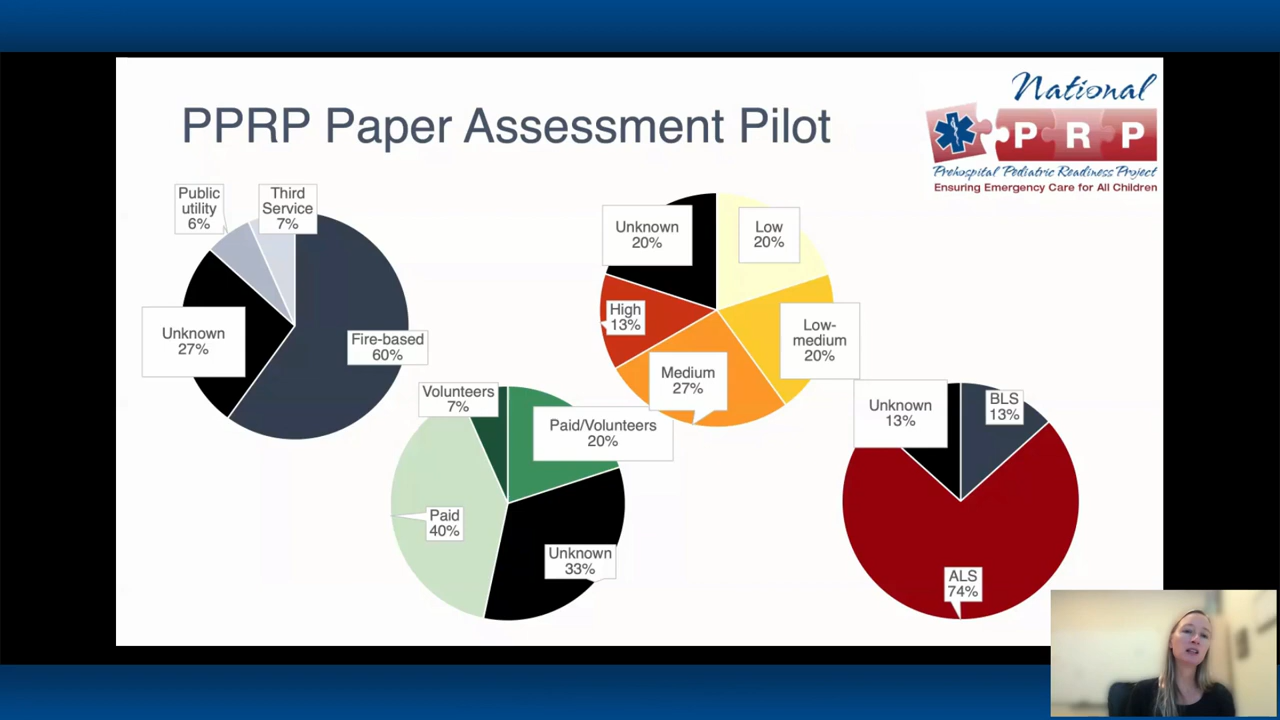 PPRP Paper Assessment Pilot
National
P R P
Prehospital Pediatric Readiness Project
Ensuring Emergency Care for All Children
Public
utility
6%
Third
Service
7%
Unknown
27%
Fire-based
60%
Unknown
20%
Low
20%
High
13%
Low-
medium
20%
Medium
27%
Volunteers
7%
Paid/Volunteers
20%
Paid
40%
Unknown
33%
Unknown
13%
BLS
13%
ALS
74%